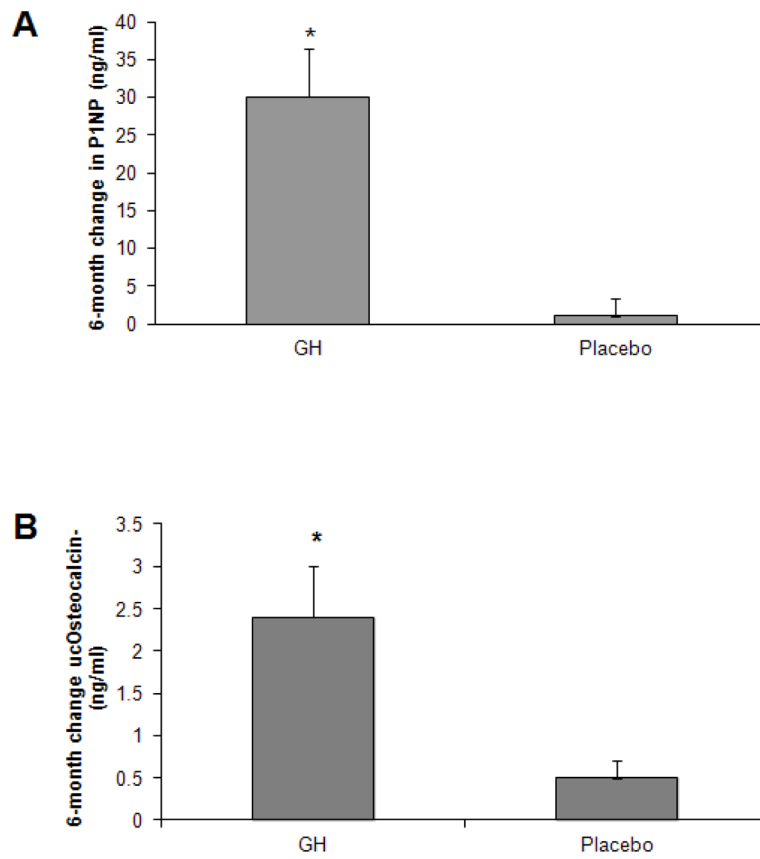 A
6-month change in P1NP (ng/ml)
40
35
30
25
20
15
10
5
0
*
GH
Placebo
B
6-month change ucOsteocalcin-
(ng/ml)
3.5
3
2.5
2
1.5
1
0.5
0
*
GH
Placebo